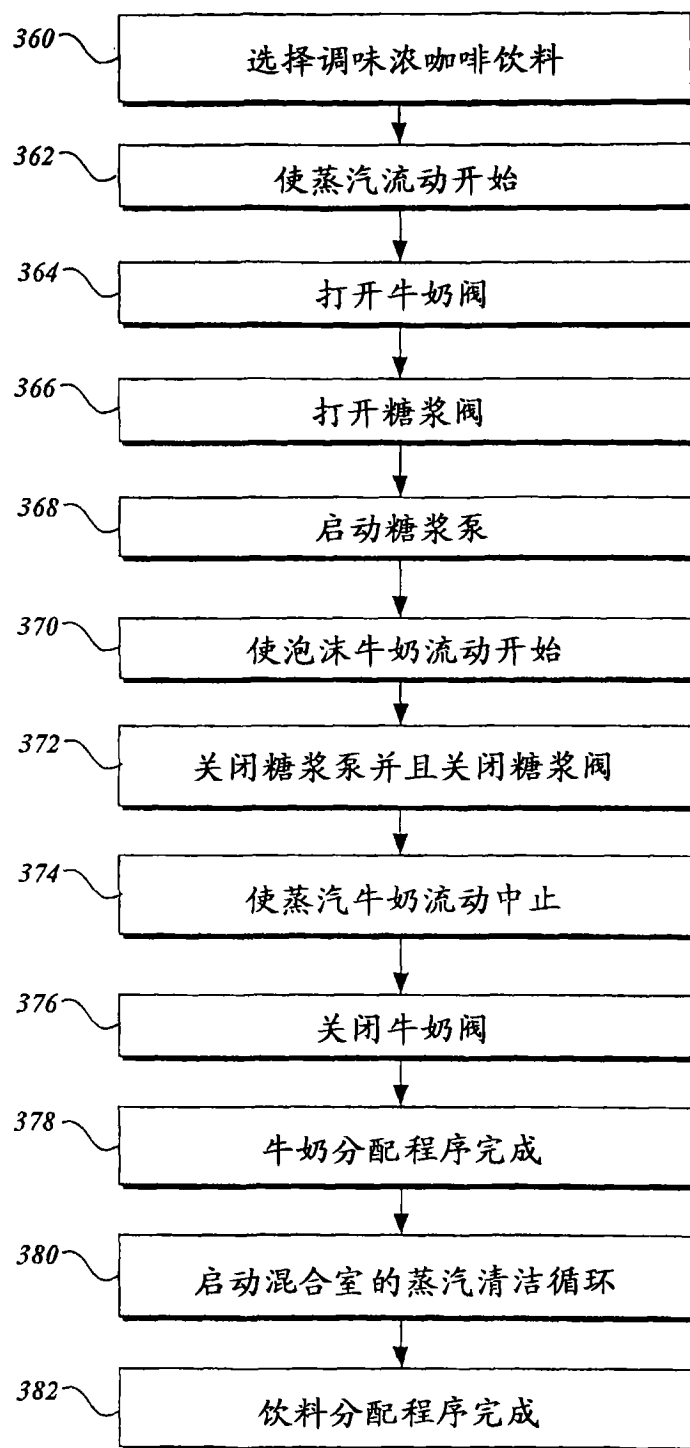 360
选择调味浓咖啡饮料
362
使蒸汽流动开始
364
打开牛奶阀
366
打开糖浆阀
368
启动糖浆泵
370
使泡沫牛奶流动开始
372
关闭糖浆泵并且关闭糖浆阀
374
使蒸汽牛奶流动中止
376
关闭牛奶阀
378
牛奶分配程序完成
380
启动混合室的蒸汽清洁循环
382
饮料分配程序完成